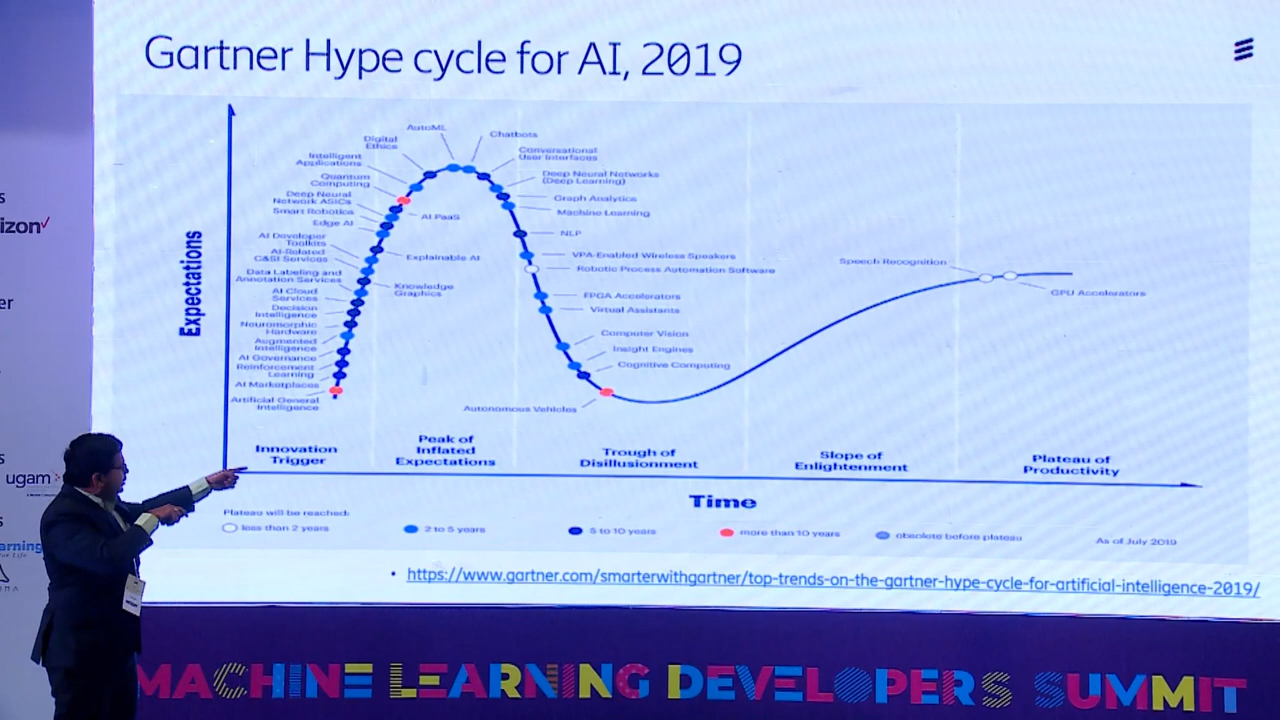 Gartner Hype cycle for AI, 2019
Expectations
AutoML
Chatbots
Digital
Ethics
Conversational
User Interfaces
Intelligent
Applications
Deep Neural Networks
(Deep Learning)
Quantum
Computing
Graph Analytics
Deep Neural
Network ASICs
Machine Learning
Smart Robotics
AI PaaS
Edge AI
NLP
AI Developer
Toolkits
VPA-Enabled Wireless Speakers
AI-Related
C&SI Services
Explainable AI
Robotic Process Automation Software
Speech Recognition
Data Labeling and
Annotation Services
Knowledge
Graphics
GPU Accelerators
AI Cloud
Services
FPGA Accelerators
Decision
Intelligence
Virtual Assistants
Neuromorphic
Hardware
Computer Vision
Augmented
Intelligence
Insight Engines
AI Governance
Cognitive Computing
Reinforcement
Learning
AI Marketplaces
Artificial General
Intelligence
Autonomous Vehicles
Innovation
Trigger
Peak of
Inflated
Expectations
Trough of
Disillusionment
Slope of
Enlightenment
Plateau of
Productivity
Time
Plateau will be reached:
less than 2 years
2 to 5 years
5 to 10 years
more than 10 years
obsolete before plateau
As of July 2019
• https://www.gartner.com/smarterwithgartner/top-trends-on-the-gartner-hype-cycle-for-artificial-intelligence-2019/
MACHINE LEARNING DEVELOPERS SUMMIT
izon
er
ugam
arning